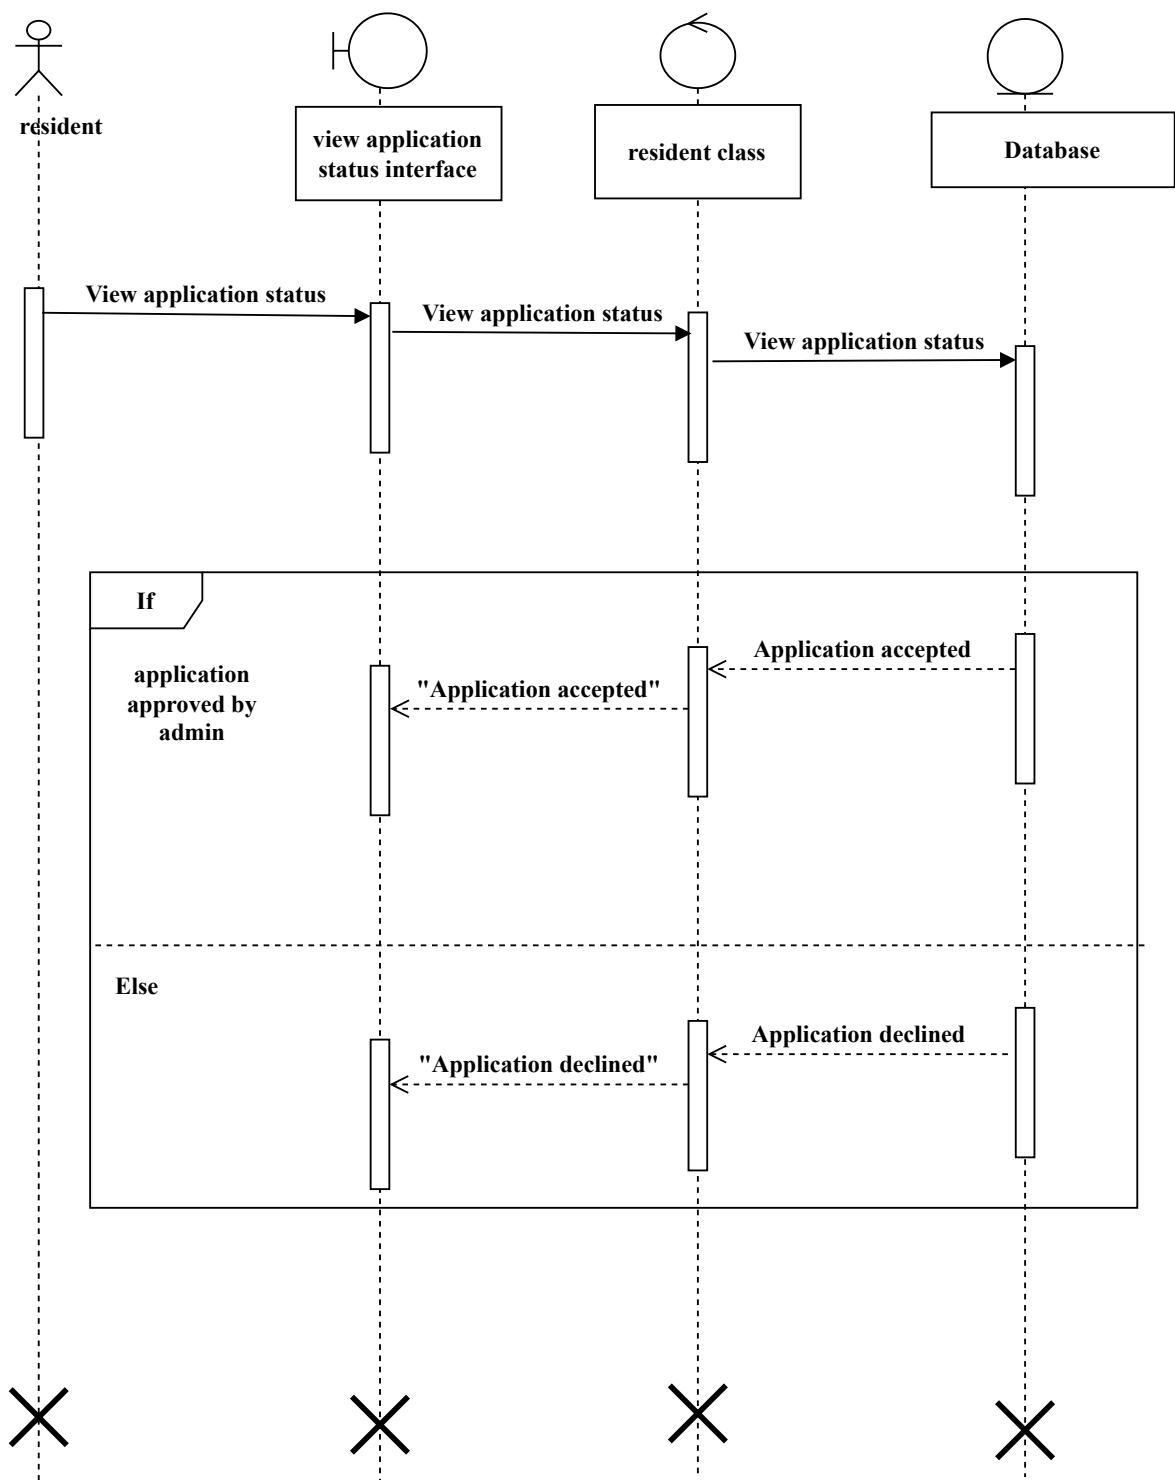 resident
view application
status interface
resident class
Database
View application status
View application status
View application status
If
application
approved by
admin
Application accepted
"Application accepted"
Else
Application declined
"Application declined"